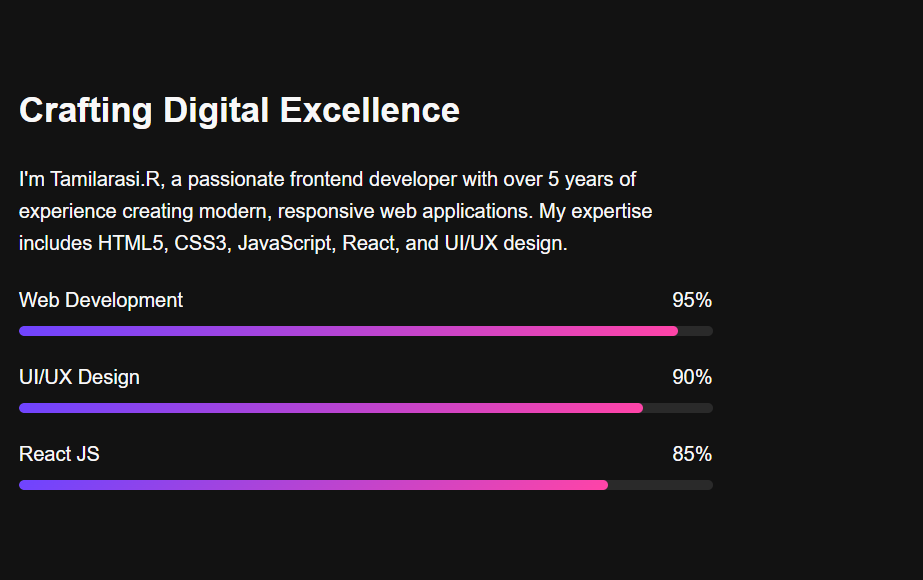 Crafting Digital Excellence
I'm Tamilarasi.R, a passionate frontend developer with over 5 years of
experience creating modern, responsive web applications. My expertise
includes HTML5, CSS3, JavaScript, React, and UI/UX design.
Web Development 95%
UI/UX Design 90%
React JS 85%